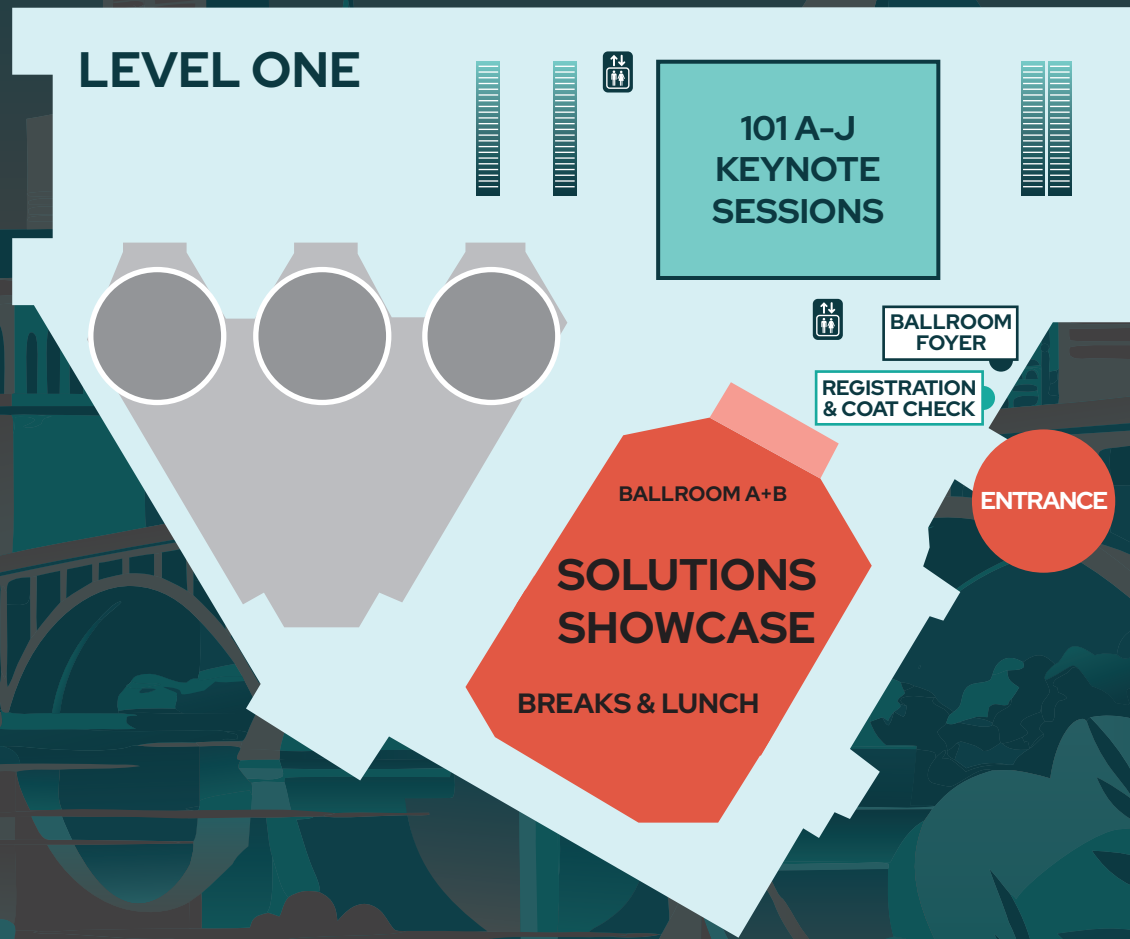 LEVEL ONE
101 A-J
KEYNOTE
SESSIONS
BALLROOM
FOYER
REGISTRATION
& COAT CHECK
ENTRANCE
BALLROOM A+B
SOLUTIONS
SHOWCASE
BREAKS & LUNCH